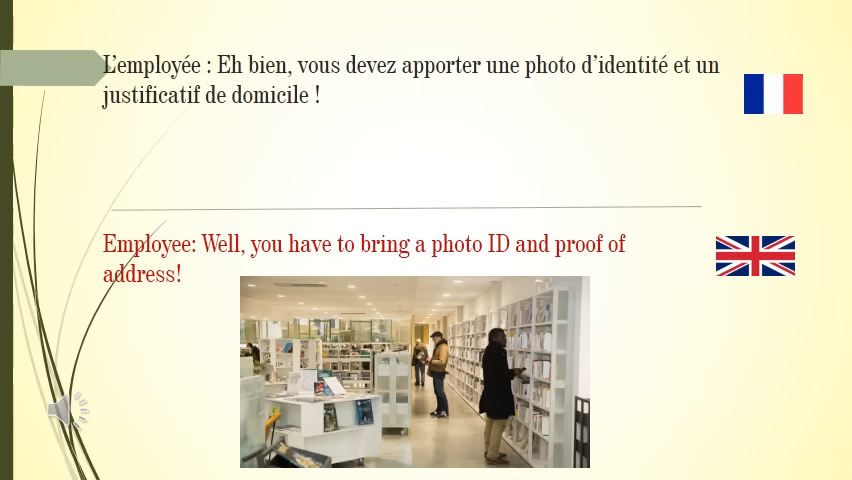 L’employée : Eh bien, vous devez apporter une photo d’identité et un
justificatif de domicile !
Employee: Well, you have to bring a photo ID and proof of
address!